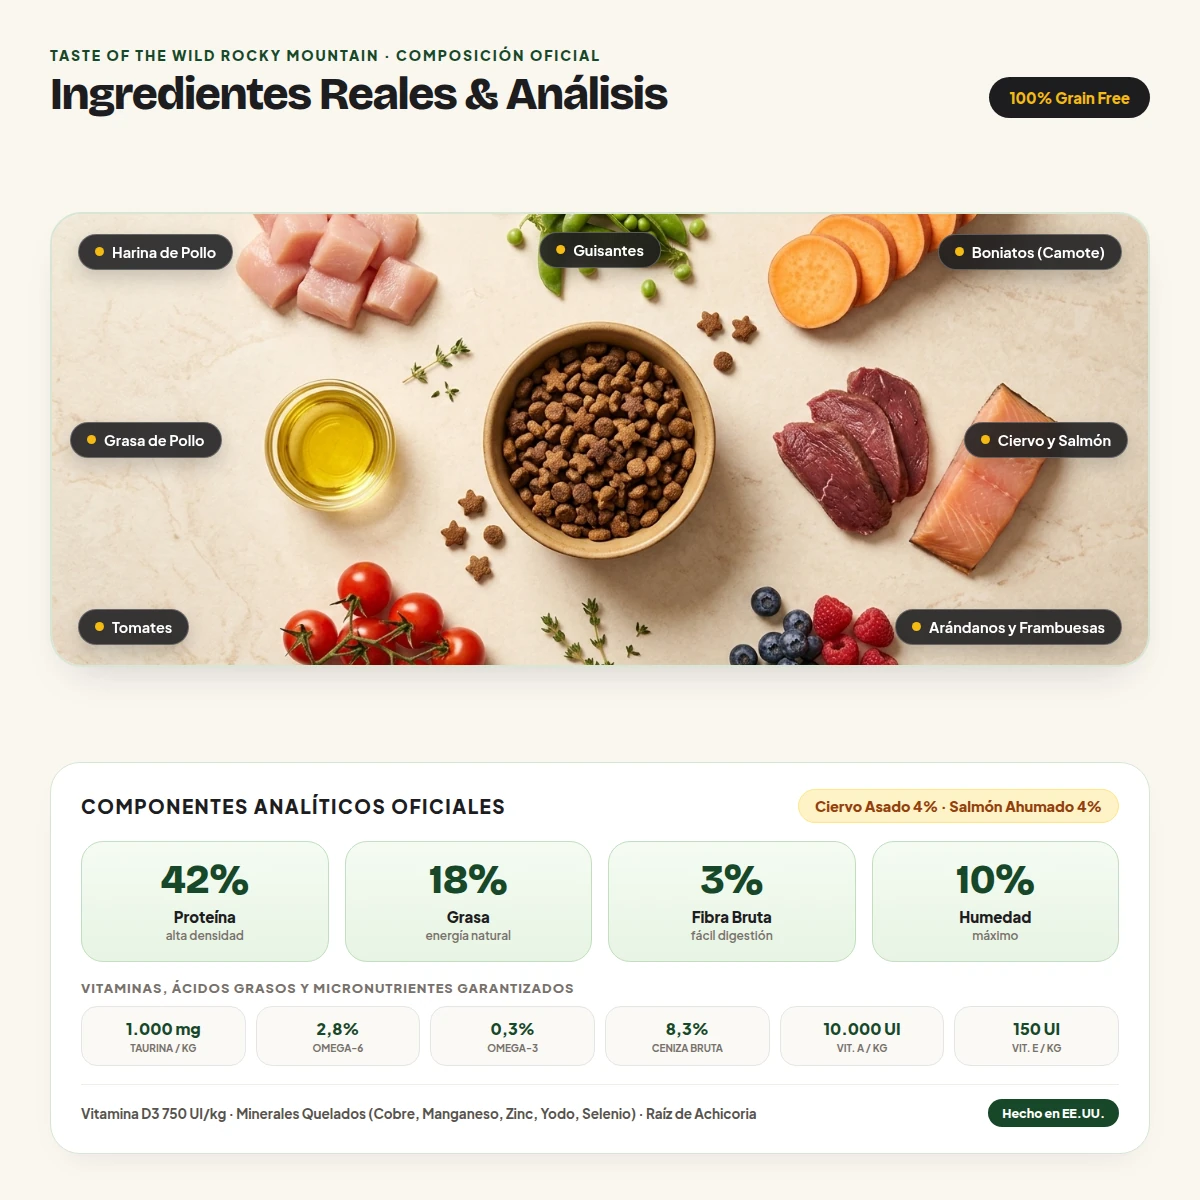 TASTE OF THE WILD ROCKY MOUNTAIN · COMPOSICIÓN OFICIAL
Ingredientes Reales & Análisis
100% Grain Free
Harina de Pollo
Guisantes
Boniatos (Camote)
Grasa de Pollo
Ciervo y Salmón
Tomates
Arándanos y Frambuesas
COMPONENTES ANALÍTICOS OFICIALES
Ciervo Asado 4% · Salmón Ahumado 4%
42%
Proteína
alta densidad
18%
Grasa
energía natural
3%
Fibra Bruta
fácil digestión
10%
Humedad
máximo
VITAMINAS, ÁCIDOS GRASOS Y MICRONUTRIENTES GARANTIZADOS
1.000 mg
TAURINA / KG
2,8%
OMEGA-6
0,3%
OMEGA-3
8,3%
CENIZA BRUTA
10.000 UI
VIT. A / KG
150 UI
VIT. E / KG
Vitamina D3 750 UI/kg · Minerales Quelados (Cobre, Manganeso, Zinc, Yodo, Selenio) · Raíz de Achicoria
Hecho en EE.UU.